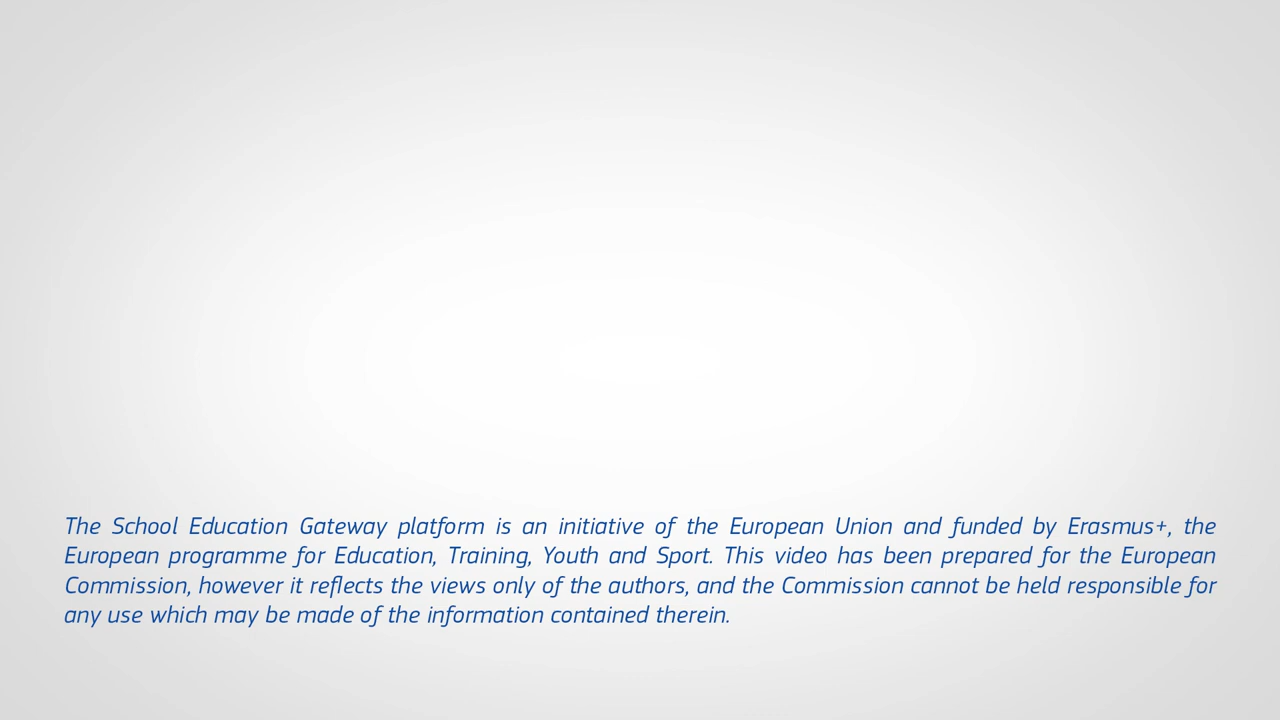 The School Education Gateway platform is an initiative of the European Union and funded by Erasmus+, the
European programme for Education, Training, Youth and Sport. This video has been prepared for the European
Commission, however it reflects the views only of the authors, and the Commission cannot be held responsible for
any use which may be made of the information contained therein.